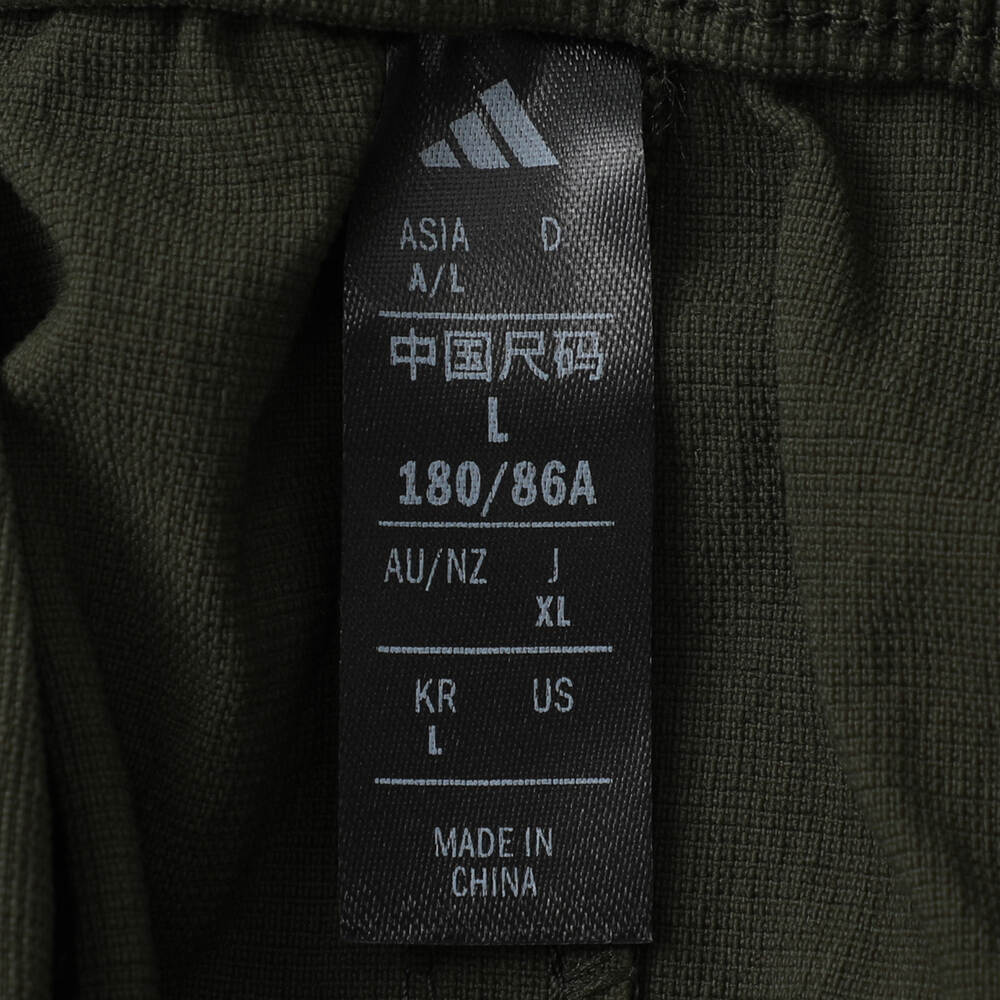 ASIA D
A/L
中国尺码
L
180/86A
AU/NZ J
XL
KR US
L
MADE IN
CHINA